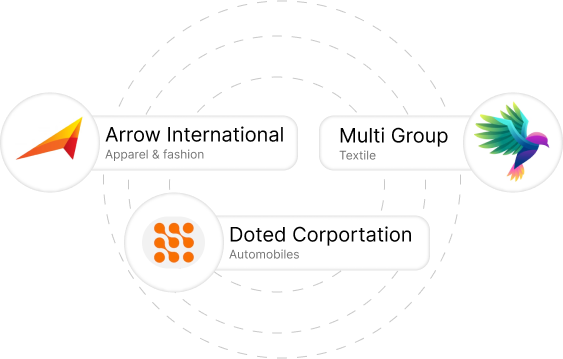 Arrow International
Apparel & fashion
Multi Group
Textile
Doted Corportation
Automobiles